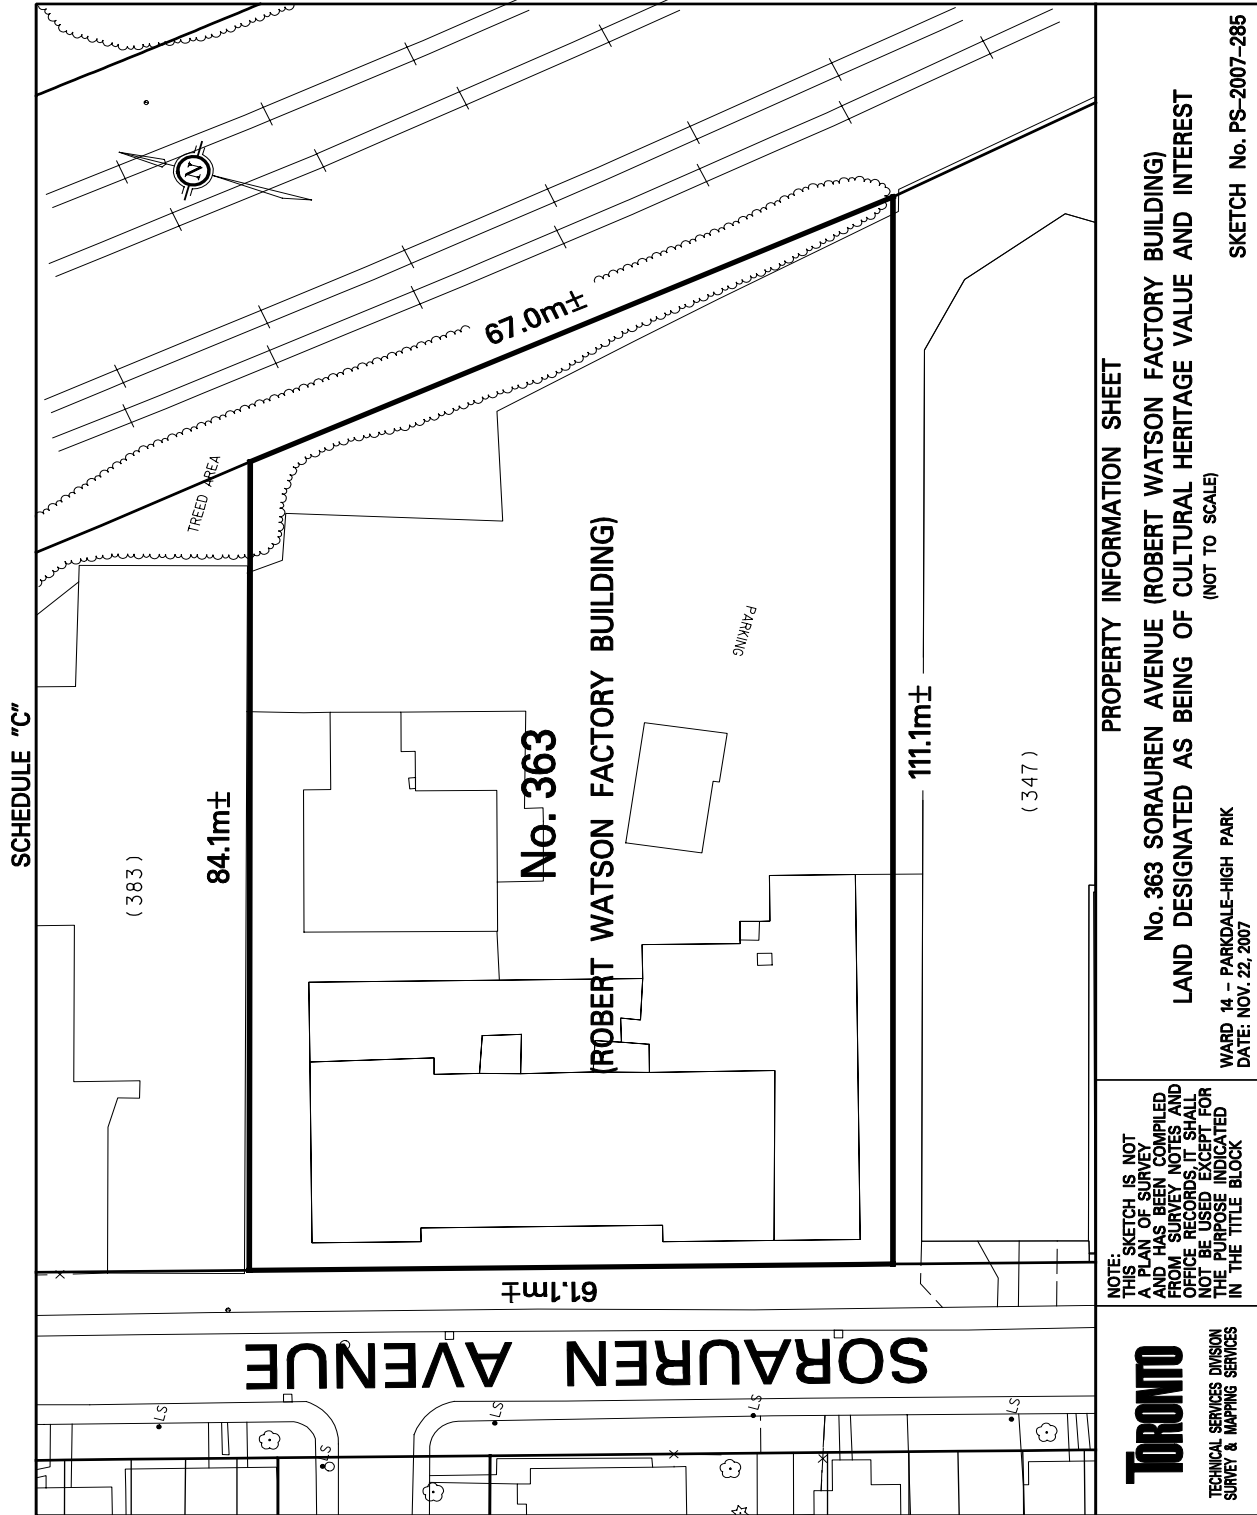 SCHEDULE "C"
TREED AREA
67.0m±
84.1m±
(383)
No. 363
(ROBERT WATSON FACTORY BUILDING)
PARKING
111.1m±
(347)
61.1m±
SORAUREN AVENUE
LS
LS
LS
LS
LS
N
PROPERTY INFORMATION SHEET
No. 363 SORAUREN AVENUE (ROBERT WATSON FACTORY BUILDING)
LAND DESIGNATED AS BEING OF CULTURAL HERITAGE VALUE AND INTEREST
(NOT TO SCALE)
WARD 14 – PARKDALE–HIGH PARK
DATE: NOV. 22, 2007
SKETCH No. PS–2007–285
NOTE:
THIS SKETCH IS NOT
A PLAN OF SURVEY
AND HAS BEEN COMPILED
FROM SURVEY NOTES AND
OFFICE RECORDS, IT SHALL
NOT BE USED EXCEPT FOR
THE PURPOSE INDICATED
IN THE TITLE BLOCK
TORONTO
TECHNICAL SERVICES DIVISION
SURVEY & MAPPING SERVICES